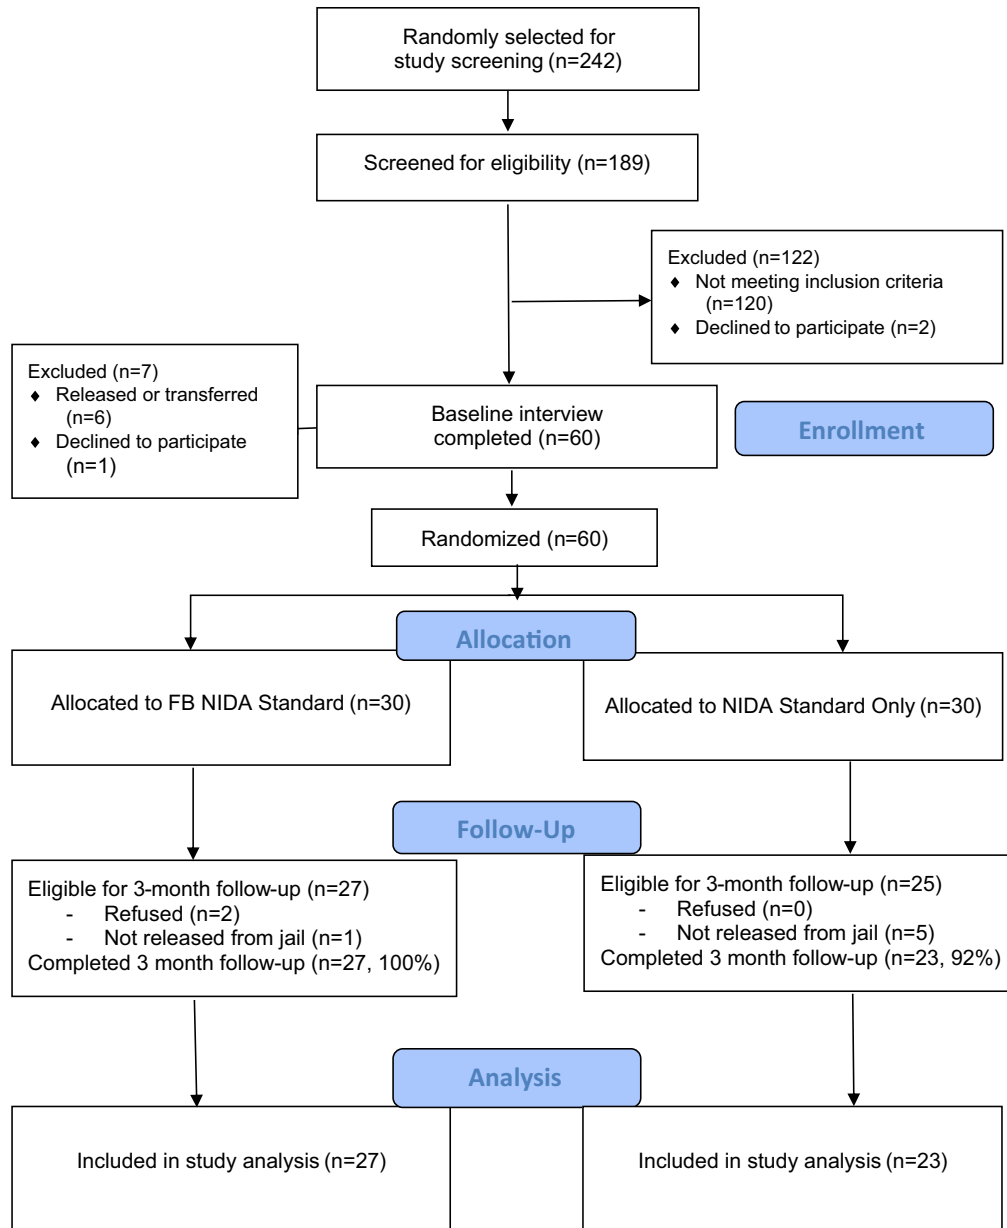 Randomly selected for
study screening (n=242)
Screened for eligibility (n=189)
Excluded (n=122)
♦ Not meeting inclusion criteria
(n=120)
♦ Declined to participate (n=2)
Excluded (n=7)
♦ Released or transferred
(n=6)
♦ Declined to participate
(n=1)
Baseline interview
completed (n=60)
Enrollment
Randomized (n=60)
Allocation
Allocated to FB NIDA Standard (n=30)
Allocated to NIDA Standard Only (n=30)
Follow-Up
Eligible for 3-month follow-up (n=27)
- Refused (n=2)
- Not released from jail (n=1)
Completed 3 month follow-up (n=27, 100%)
Eligible for 3-month follow-up (n=25)
- Refused (n=0)
- Not released from jail (n=5)
Completed 3 month follow-up (n=23, 92%)
Analysis
Included in study analysis (n=27)
Included in study analysis (n=23)